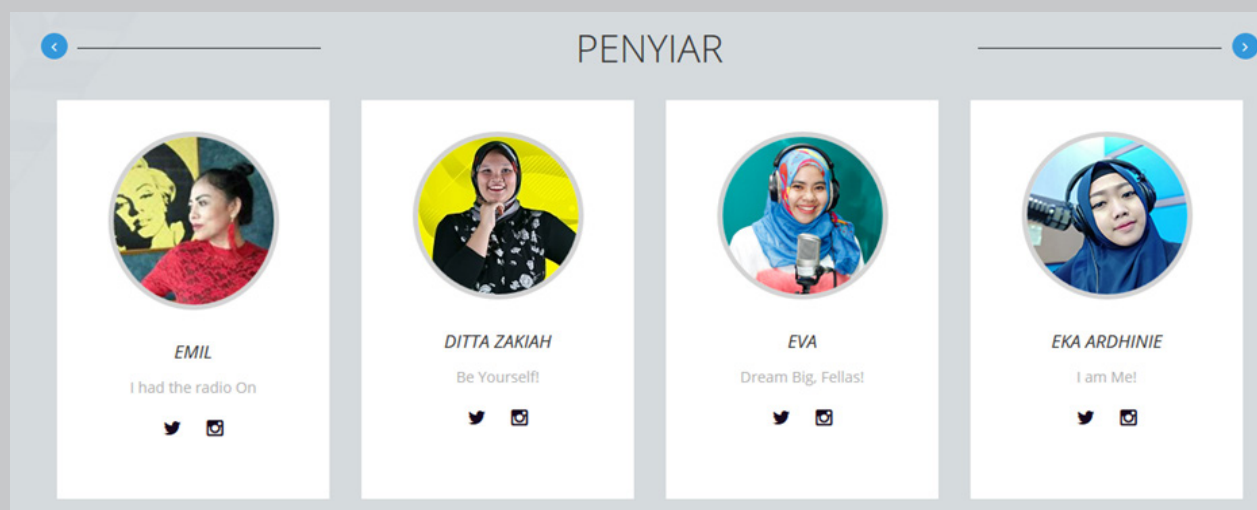 PENYIAR
EMIL
I had the radio On
DITTA ZAKIAH
Be Yourself!
EVA
Dream Big, Fellas!
EKA ARDHINIE
I am Me!